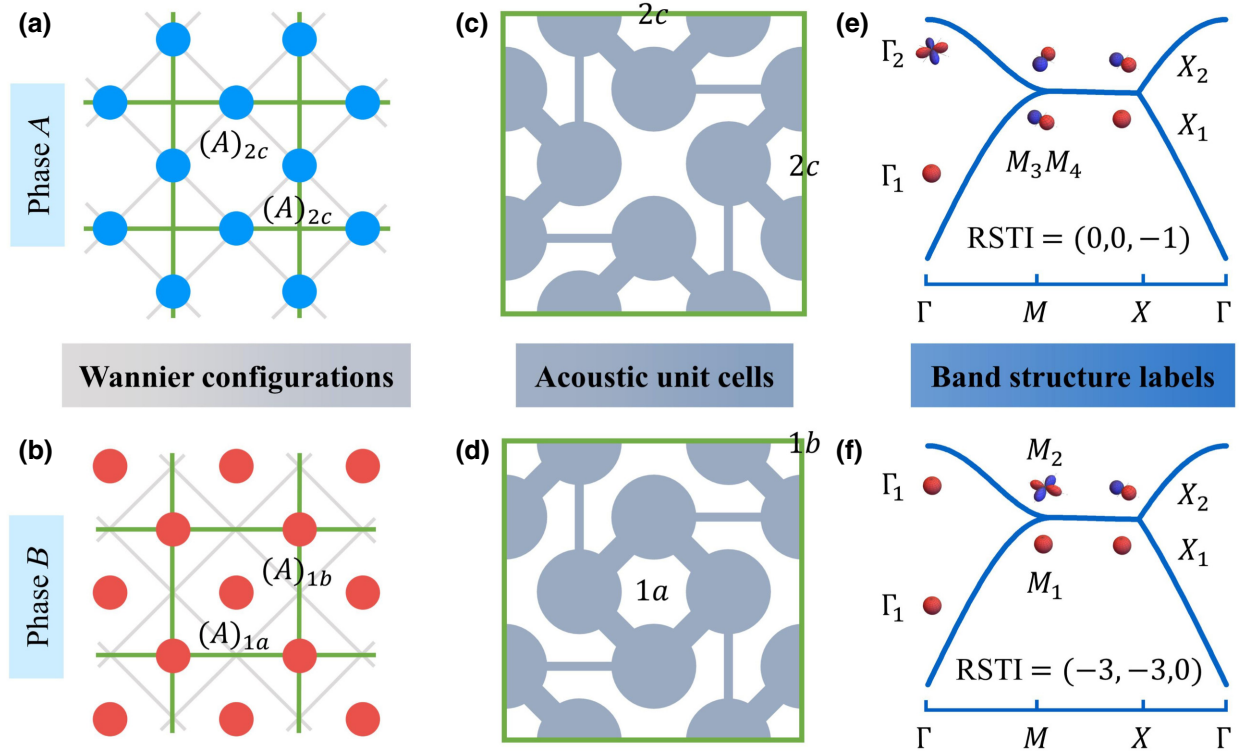 (a)
Phase A
(A)2c
(A)2c
(c)
2c
2c
(e)
Γ2
Γ1
X2
X1
M3M4
RSTI = (0,0, −1)
Γ
M
X
Γ
Wannier configurations
Acoustic unit cells
Band structure labels
(b)
Phase B
(A)1b
(A)1a
(d)
1b
1a
(f)
M2
Γ1
X2
X1
M1
Γ1
RSTI = (−3, −3,0)
Γ
M
X
Γ